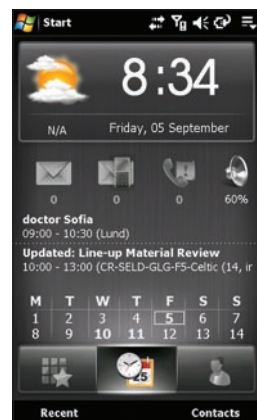 Start
8:34
N/A Friday, 05 September
0 0 0 60%
doctor Sofia
09:00 - 10:30 (Lund)
Updated: Line-up Material Review
10:00 - 13:00 (CR-SELD-GLG-F5-Celtic (14, ir
M T W T F S S
1 2 3 4 5 6 7
8 9 10 11 12 13 14
25
Recent Contacts